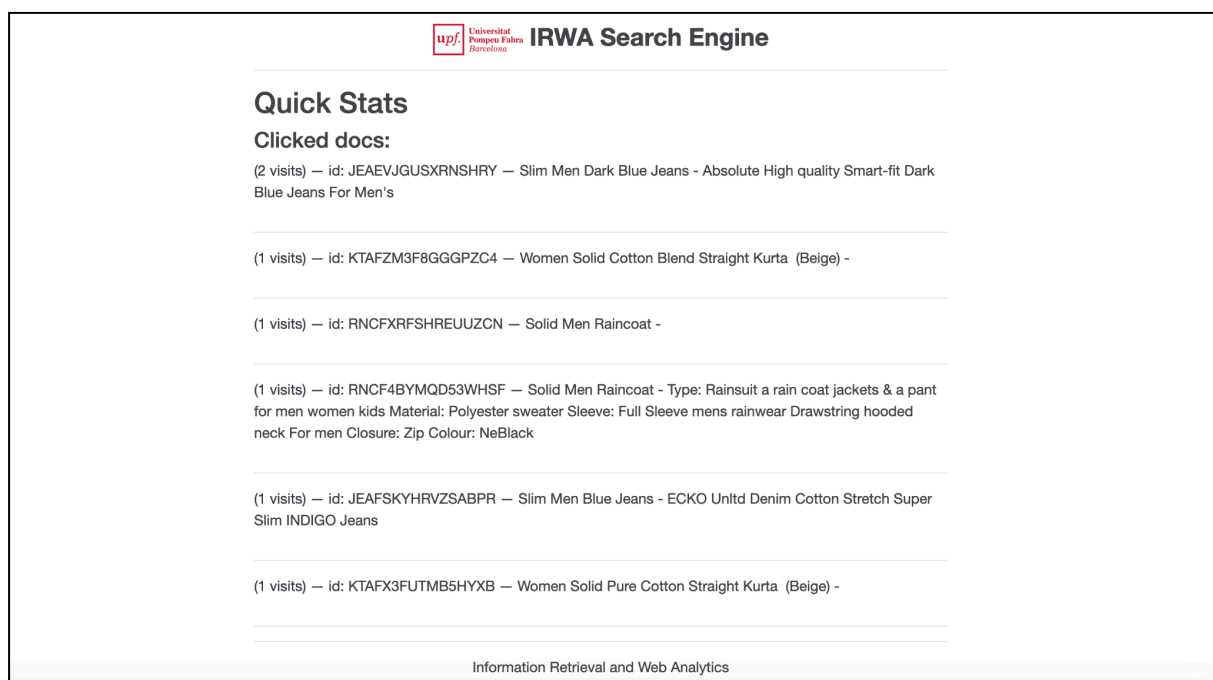 upf. Universitat
Pompeu Fabra
Barcelona
IRWA Search Engine
Quick Stats
Clicked docs:
(2 visits) — id: JEAEVJGUSXRNSHRY — Slim Men Dark Blue Jeans - Absolute High quality Smart-fit Dark
Blue Jeans For Men's
(1 visits) — id: KTAFZM3F8GGGPZC4 — Women Solid Cotton Blend Straight Kurta  (Beige) -
(1 visits) — id: RNCFXRFSHREUUZCN — Solid Men Raincoat -
(1 visits) — id: RNCF4BYMQD53WHSF — Solid Men Raincoat - Type: Rainsuit a rain coat jackets & a pant
for men women kids Material: Polyester sweater Sleeve: Full Sleeve mens rainwear Drawstring hooded
neck For men Closure: Zip Colour: NeBlack
(1 visits) — id: JEAFSKYHRVZSABPR — Slim Men Blue Jeans - ECKO Unltd Denim Cotton Stretch Super
Slim INDIGO Jeans
(1 visits) — id: KTAFX3FUTMB5HYXB — Women Solid Pure Cotton Straight Kurta  (Beige) -
Information Retrieval and Web Analytics